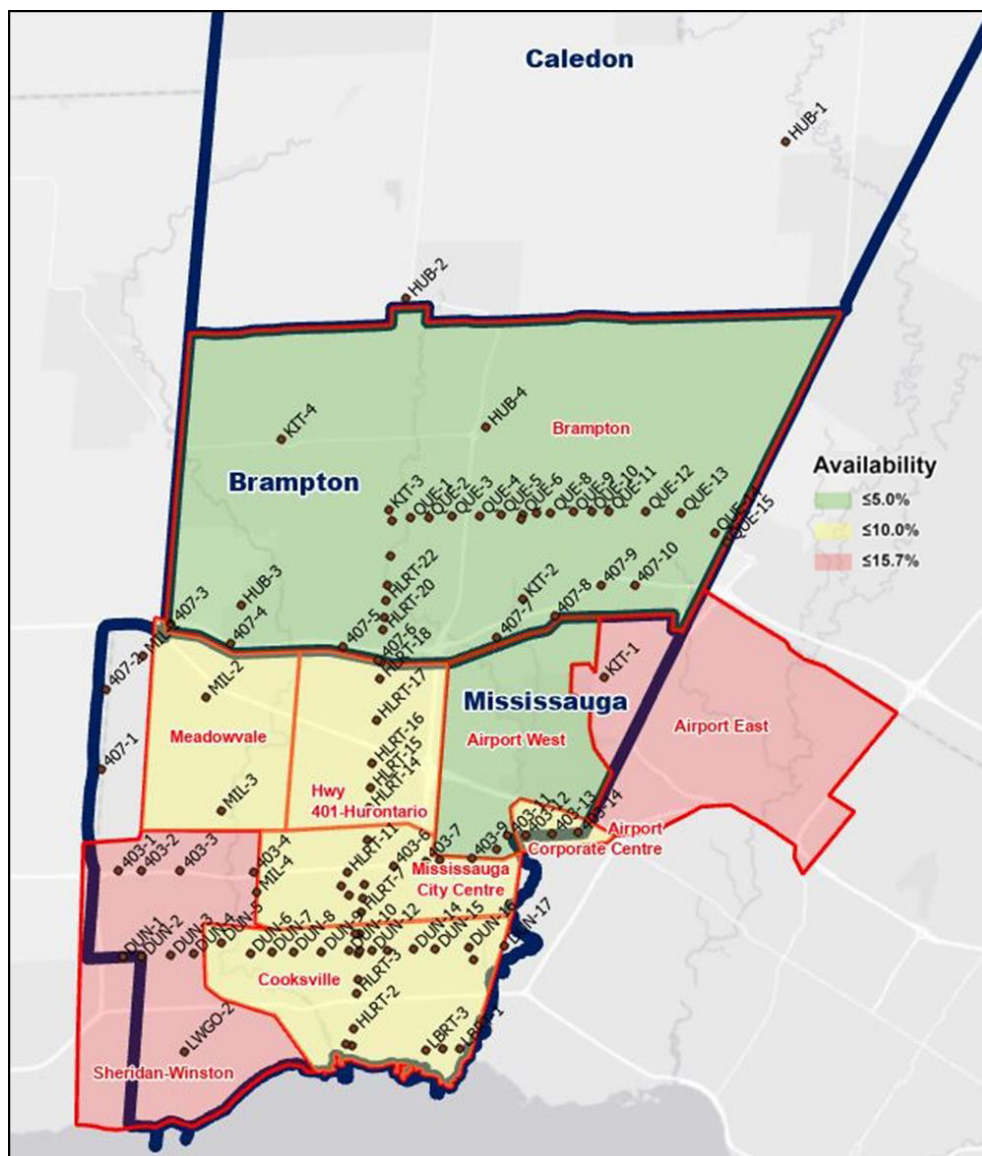 Caledon
HUB-1
HUB-2
KIT-4
HUB-4
Brampton
Brampton
KIT-3
QUE-1
QUE-2
QUE-3
QUE-4
QUE-5
QUE-6
QUE-8
QUE-9
QUE-10
QUE-11
QUE-12
QUE-13
QUE-15
Availability
≤5.0%
≤10.0%
≤15.7%
HUB-3
HLRT-22
HLRT-20
KIT-2
407-9
407-10
407-8
407-7
407-3
407-4
407-5
407-6
HLRT-18
407-2
MIL-2
HLRT-17
KIT-1
Mississauga
Meadowvale
Airport West
Airport East
407-1
HLRT-16
HLRT-15
HLRT-14
MIL-3
Hwy
401-Hurontario
403-11
403-12
403-13
403-14
Airport
Corporate Centre
403-1
403-2
403-3
403-4
MIL-4
HLRT-11
403-6
403-7
403-9
Mississauga
City Centre
HLRT-7
DUN-1
DUN-2
DUN-3
DUN-4
DUN-5
DUN-6
DUN-7
DUN-8
DUN-9
DUN-10
DUN-12
DUN-14
DUN-15
DUN-16
DUN-17
Cooksville
HLRT-3
HLRT-2
LWGO-2
LBRT-3
LBRT-1
Sheridan-Winston